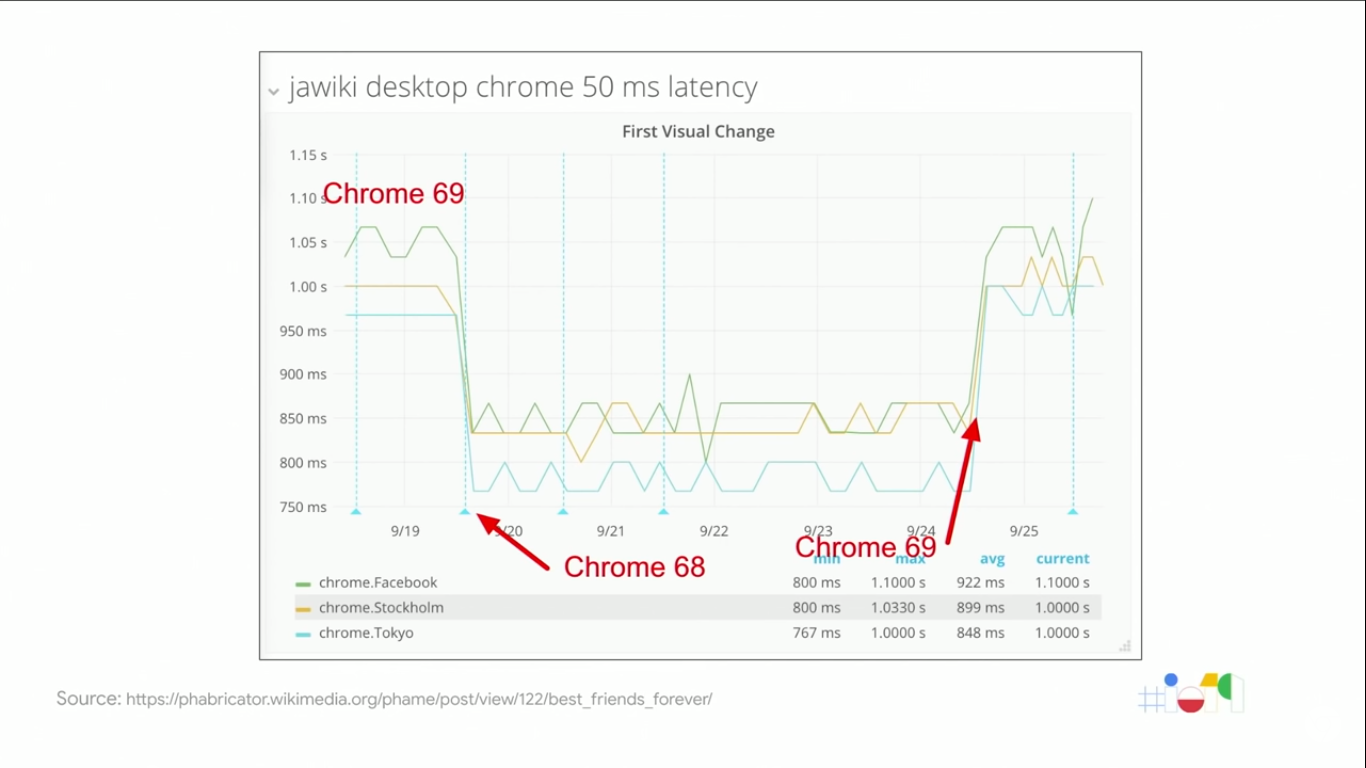 jawiki desktop chrome 50 ms latency
First Visual Change
1.15 s
Chrome 69
1.10 s
1.05 s
1.00 s
950 ms
900 ms
850 ms
800 ms
750 ms
9/19 9/20 9/21 9/22 9/23 9/24 9/25
Chrome 68
Chrome 69
min max avg current
chrome.Facebook 800 ms 1.1000 s 922 ms 1.1000 s
chrome.Stockholm 800 ms 1.0330 s 899 ms 1.0000 s
chrome.Tokyo 767 ms 1.0000 s 848 ms 1.0000 s
Source: https://phabricator.wikimedia.org/phame/post/view/122/best_friends_forever/
#io19